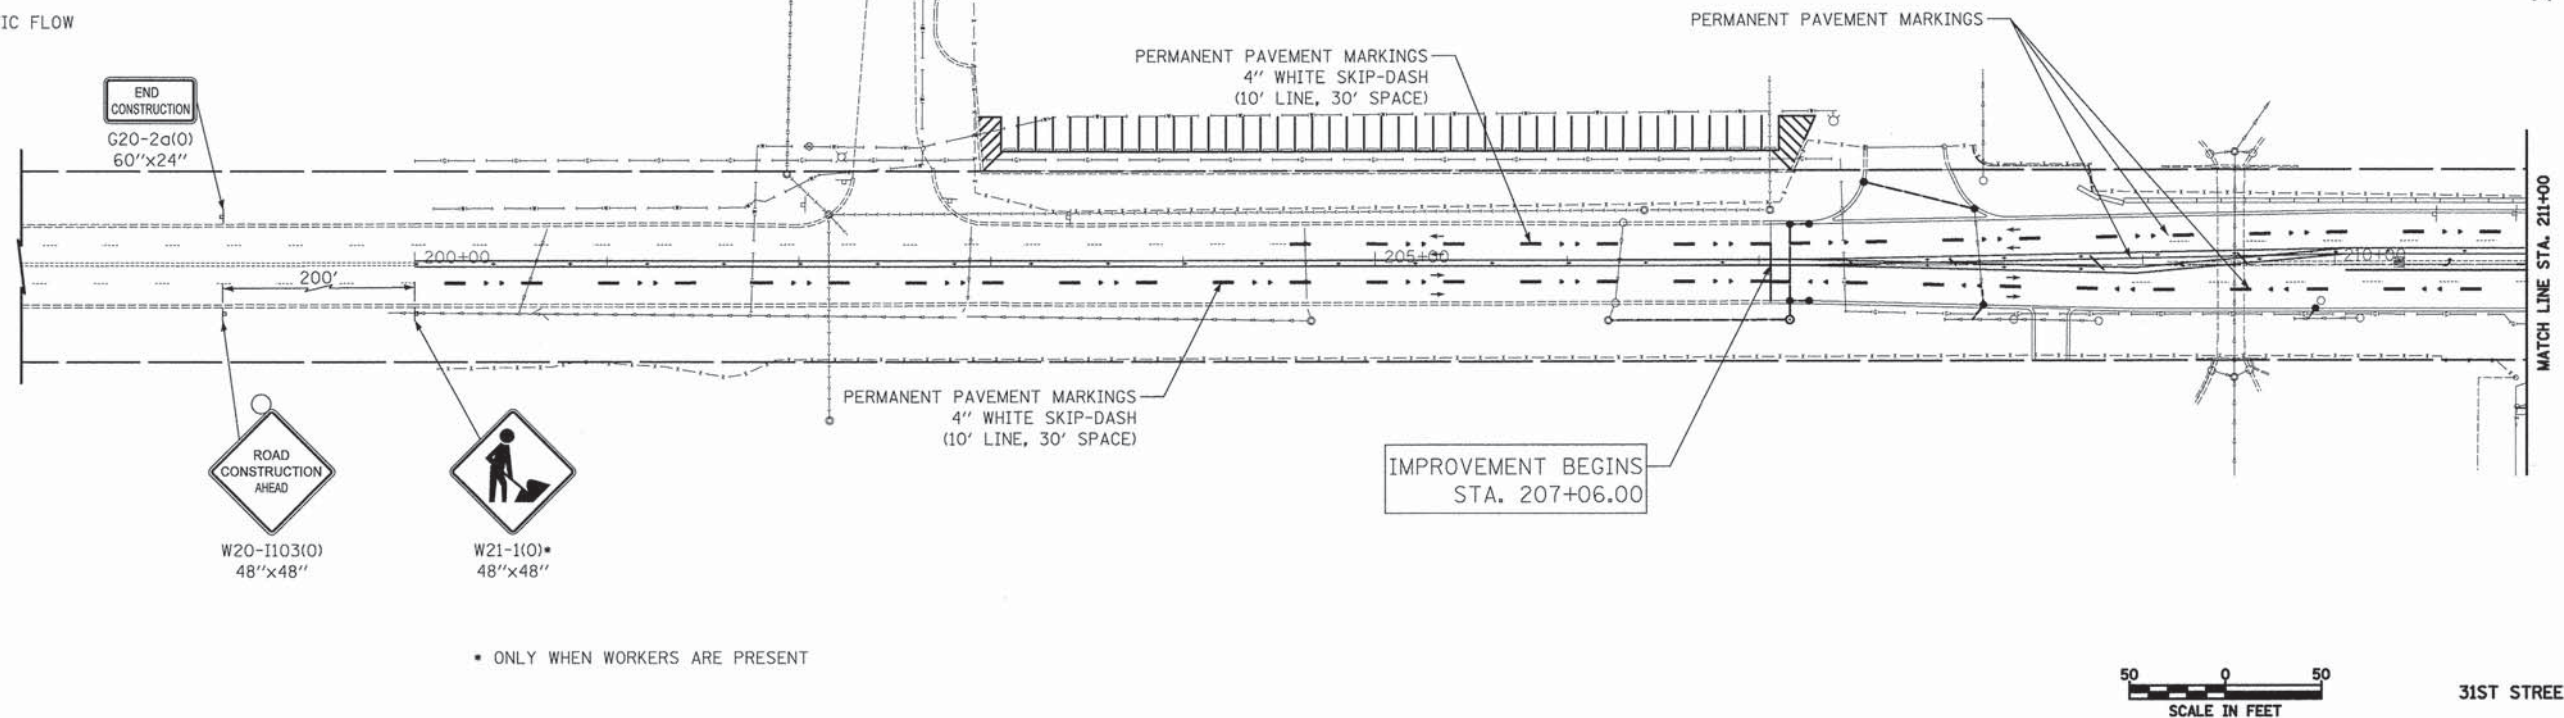 IC FLOW
END
CONSTRUCTION
G20-2a(O)
60"x24"
PERMANENT PAVEMENT MARKINGS
4" WHITE SKIP-DASH
(10' LINE, 30' SPACE)
PERMANENT PAVEMENT MARKINGS
200+00
205+00
210+00
200'
MATCH LINE STA. 211+00
PERMANENT PAVEMENT MARKINGS
4" WHITE SKIP-DASH
(10' LINE, 30' SPACE)
IMPROVEMENT BEGINS
STA. 207+06.00
ROAD
CONSTRUCTION
AHEAD
W20-I103(O)
48"x48"
W21-1(O)*
48"x48"
* ONLY WHEN WORKERS ARE PRESENT
50 0 50
SCALE IN FEET
31ST STREE